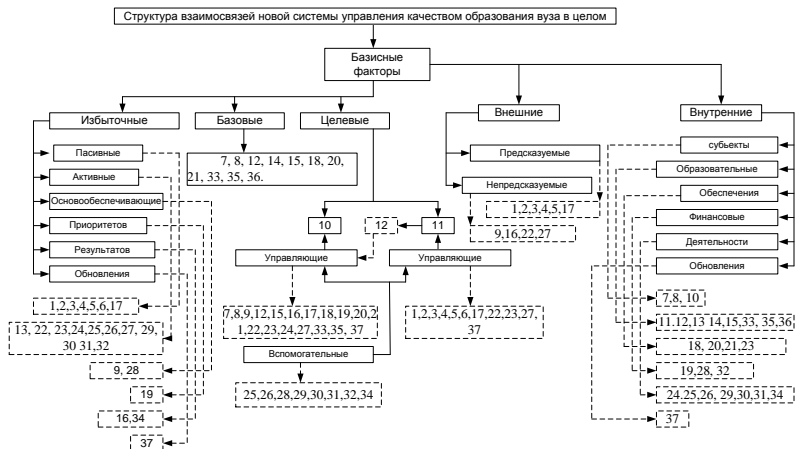 Структура взаимосвязей новой системы управления качеством образования вуза в целом
Базисные
факторы
Избыточные
Базовые
Целевые
Внешние
Внутренние
Пасивные
Активные
Основообеспечивающие
Приоритетов
Результатов
Обновления
7, 8, 12, 14, 15, 18, 20,
21, 33, 35, 36.
Предсказуемые
Непредсказуемые
1,2,3,4,5,17
9,16,22,27
субъекты
Образовательные
Обеспечения
Финансовые
Деятельности
Обновления
10
12
11
Управляющие
Управляющие
7,8,9,12,15,16,17,18,19,20,2
1,22,23,24,27,33,35, 37
1,2,3,4,5,6,17,22,23,27,
37
Вспомогательные
25,26,28,29,30,31,32,34
1,2,3,4,5,6,17
13, 22, 23,24,25,26,27, 29,
30 31,32
9, 28
19
16,34
37
7,8, 10
11.12,13 14,15,33, 35,36
18, 20,21,23
19,28, 32
24.25,26, 29,30,31,34
37